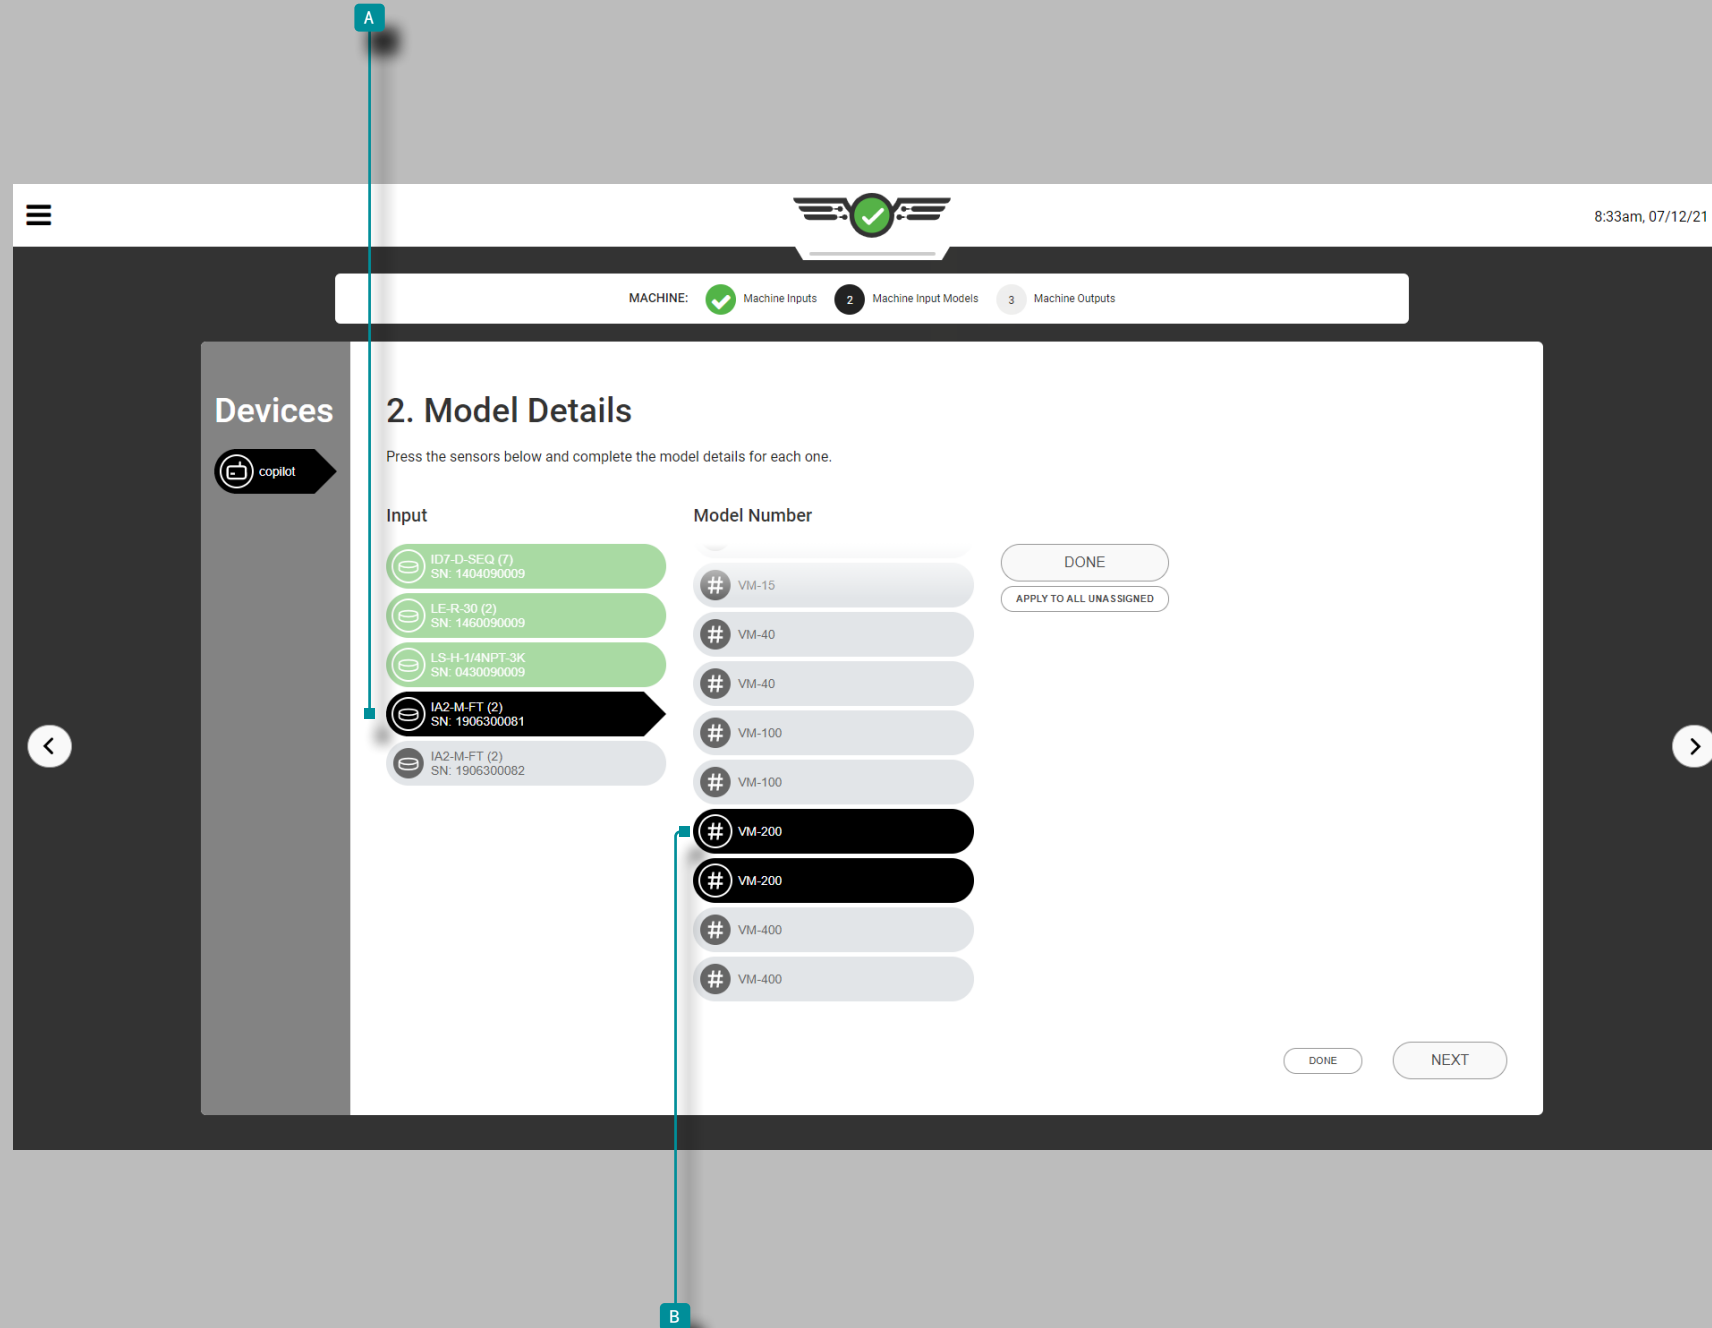 A
8:33am, 07/12/21
MACHINE:
Machine Inputs
2
Machine Input Models
3
Machine Outputs
Devices
copilot
2. Model Details
Press the sensors below and complete the model details for each one.
Input
ID7-D-SEQ (7)
SN: 1404090009
LE-R-30 (2)
SN: 1460090009
LS-H-1/4NPT-3K
SN: 0430090009
IA2-M-FT (2)
SN: 1906300081
IA2-M-FT (2)
SN: 1906300082
Model Number
# VM-15
# VM-40
# VM-40
# VM-100
# VM-100
# VM-200
# VM-200
# VM-400
# VM-400
DONE
APPLY TO ALL UNASSIGNED
DONE
NEXT
B